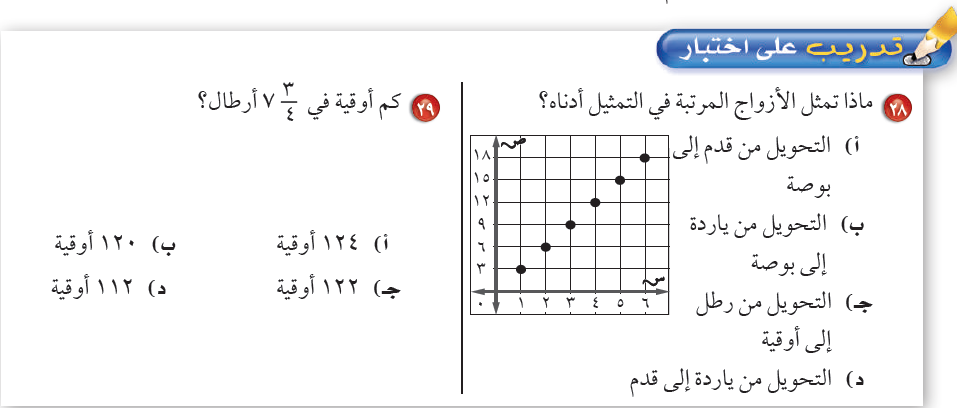 تدريب على اختبار
٢٨ ماذا تمثل الأزواج المرتبة في التمثيل أدناه؟
أ) التحويل من قدم إلى
بوصة
ب) التحويل من ياردة
إلى بوصة
جـ) التحويل من رطل
إلى أوقية
د) التحويل من ياردة إلى قدم
ص
١٨
١٥
١٢
٩
٦
٣
س
٠ ١ ٢ ٣ ٤ ٥ ٦
٢٩ كم أوقية في ٧ ٣/٤ أرطال؟
أ) ١٢٤ أوقية ب) ١٢٠ أوقية
جـ) ١٢٢ أوقية د) ١١٢ أوقية